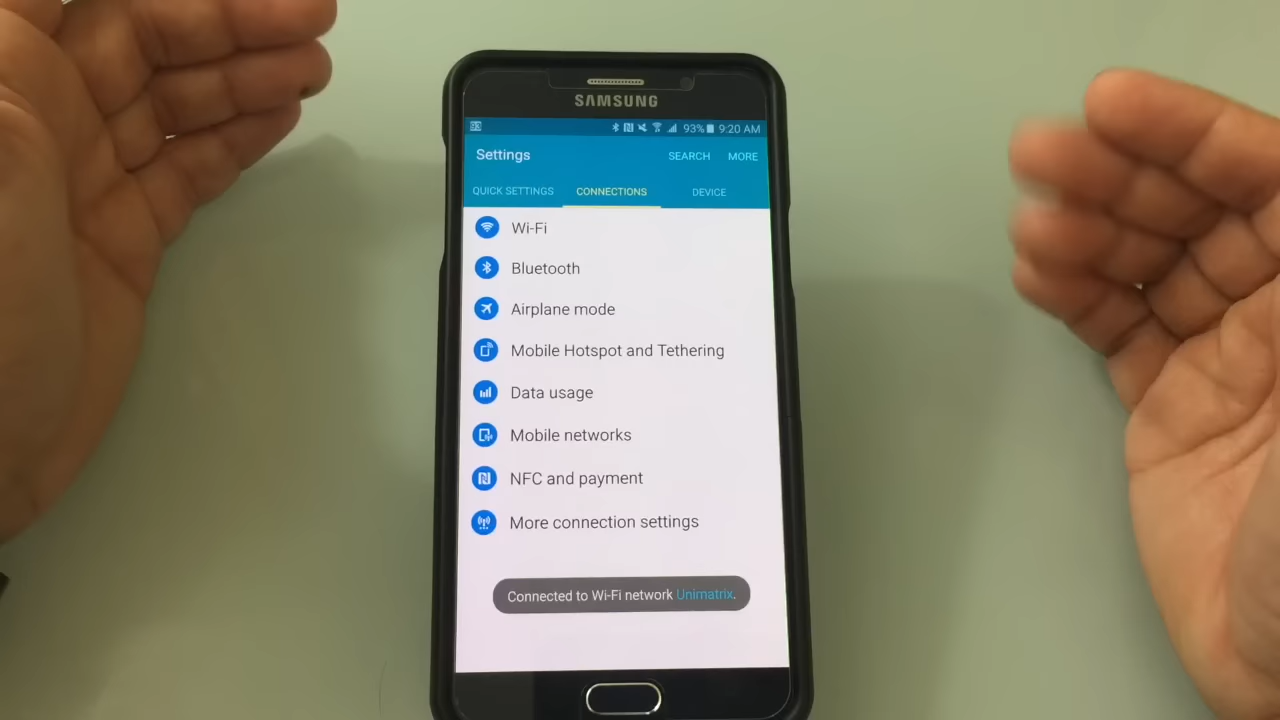 SAMSUNG
93 93% 9:20 AM
Settings SEARCH MORE
QUICK SETTINGS CONNECTIONS DEVICE
Wi-Fi
Bluetooth
Airplane mode
Mobile Hotspot and Tethering
Data usage
Mobile networks
NFC and payment
More connection settings
Connected to Wi-Fi network Unimatrix.